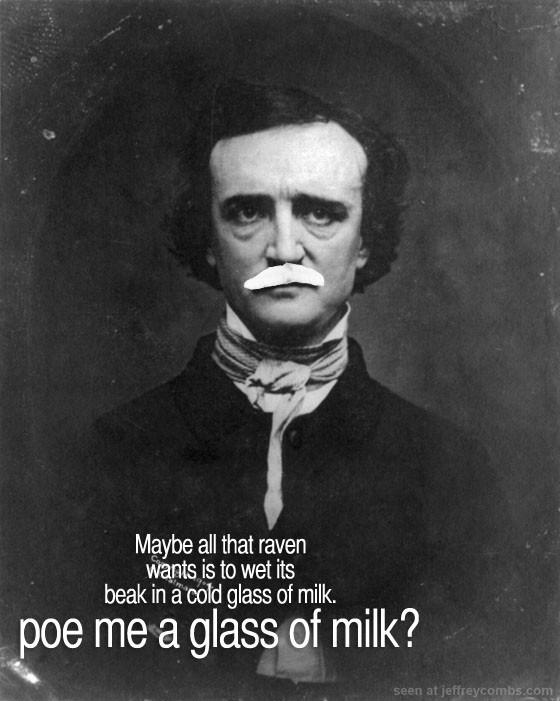 Maybe all that raven
wants is to wet its
beak in a cold glass of milk.
poe me a glass of milk?
seen at jeffreycombs.com